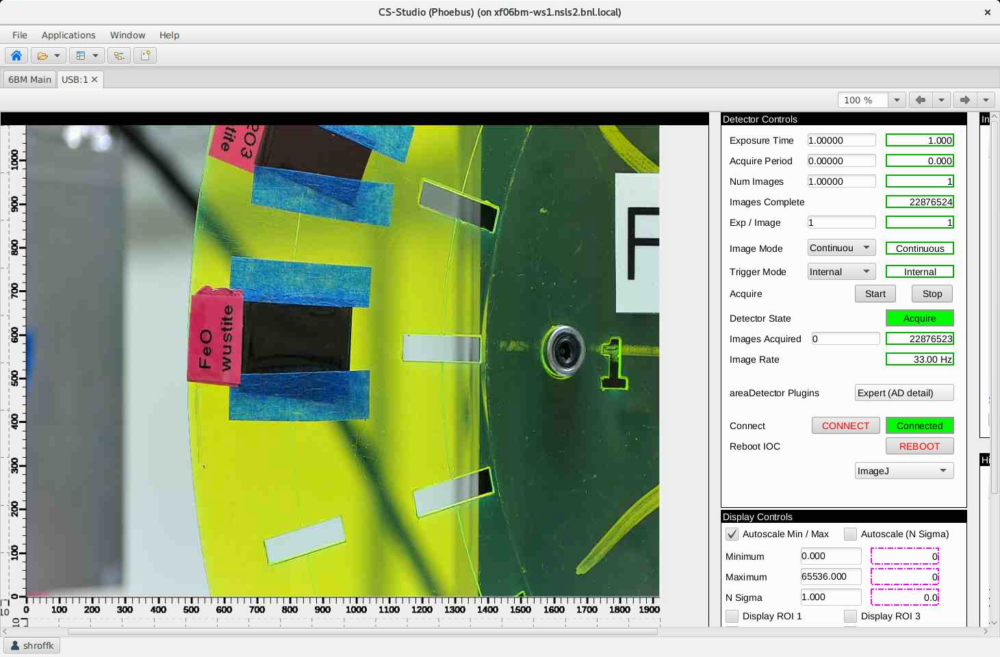 CS-Studio (Phoebus) (on xf06bm-ws1.nsls2.bnl.local)
File Applications Window Help
6BM Main USB:1
100 %
Detector Controls
Exposure Time 1.00000 1.000
Acquire Period 0.00000 0.000
Num Images 1.00000 1
Images Complete 22876524
Exp / Image 1 1
Image Mode Continuou Continuous
Trigger Mode Internal Internal
Acquire Start Stop
Detector State Acquire
Images Acquired 0 22876523
Image Rate 33.00 Hz
areaDetector Plugins Expert (AD detail)
Connect CONNECT Connected
Reboot IOC REBOOT
ImageJ
Display Controls
Autoscale Min / Max Autoscale (N Sigma)
Minimum 0.000 0
Maximum 65536.000 0
N Sigma 1.000 0.0
Display ROI 1 Display ROI 3
In
Hi
2O3
tite
F
FeO
wustite
1
1000
900
800
700
600
500
400
300
200
100
0
0 100 200 300 400 500 600 700 800 900 1000 1100 1200 1300 1400 1500 1600 1700 1800 1900
10
10
shroffk